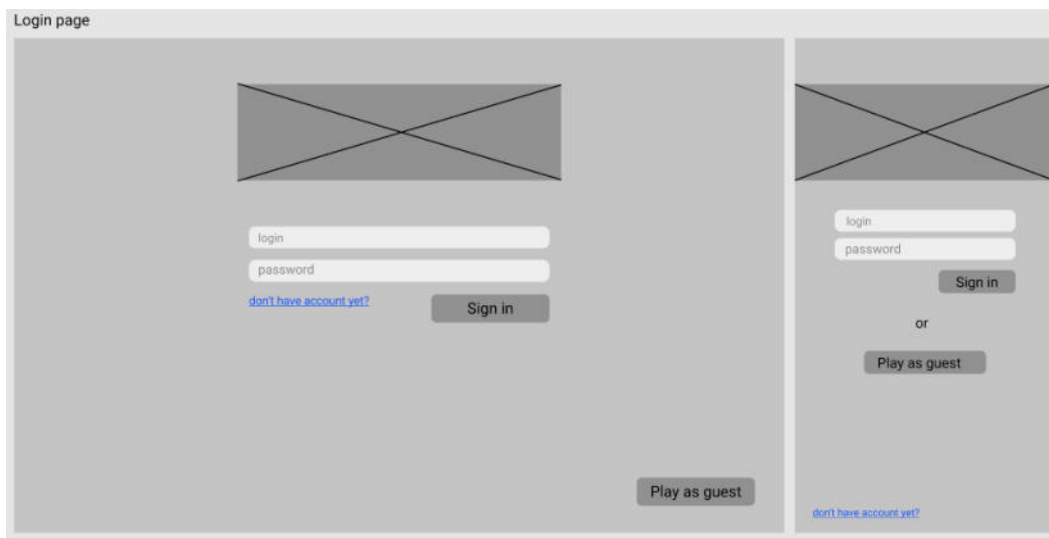 Login page
login
password
don't have account yet?
Sign in
Play as guest
login
password
Sign in
or
Play as guest
don't have account yet?